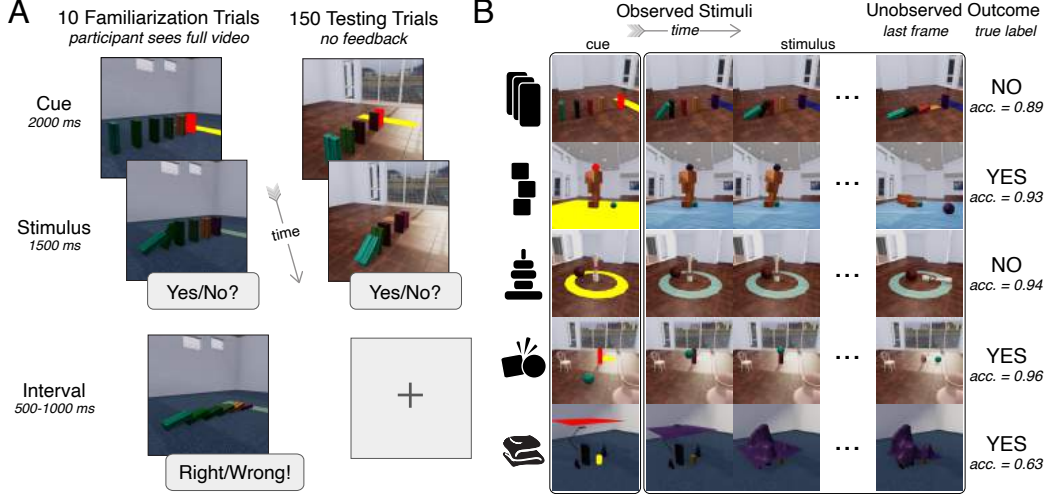 A
10 Familiarization Trials
participant sees full video
150 Testing Trials
no feedback
Cue
2000 ms
Stimulus
1500 ms
time
Yes/No?
Yes/No?
Interval
500-1000 ms
Right/Wrong!
B
Observed Stimuli
Unobserved Outcome
time
last frame
true label
cue
stimulus
NO
acc. = 0.89
YES
acc. = 0.93
NO
acc. = 0.94
YES
acc. = 0.96
YES
acc. = 0.63